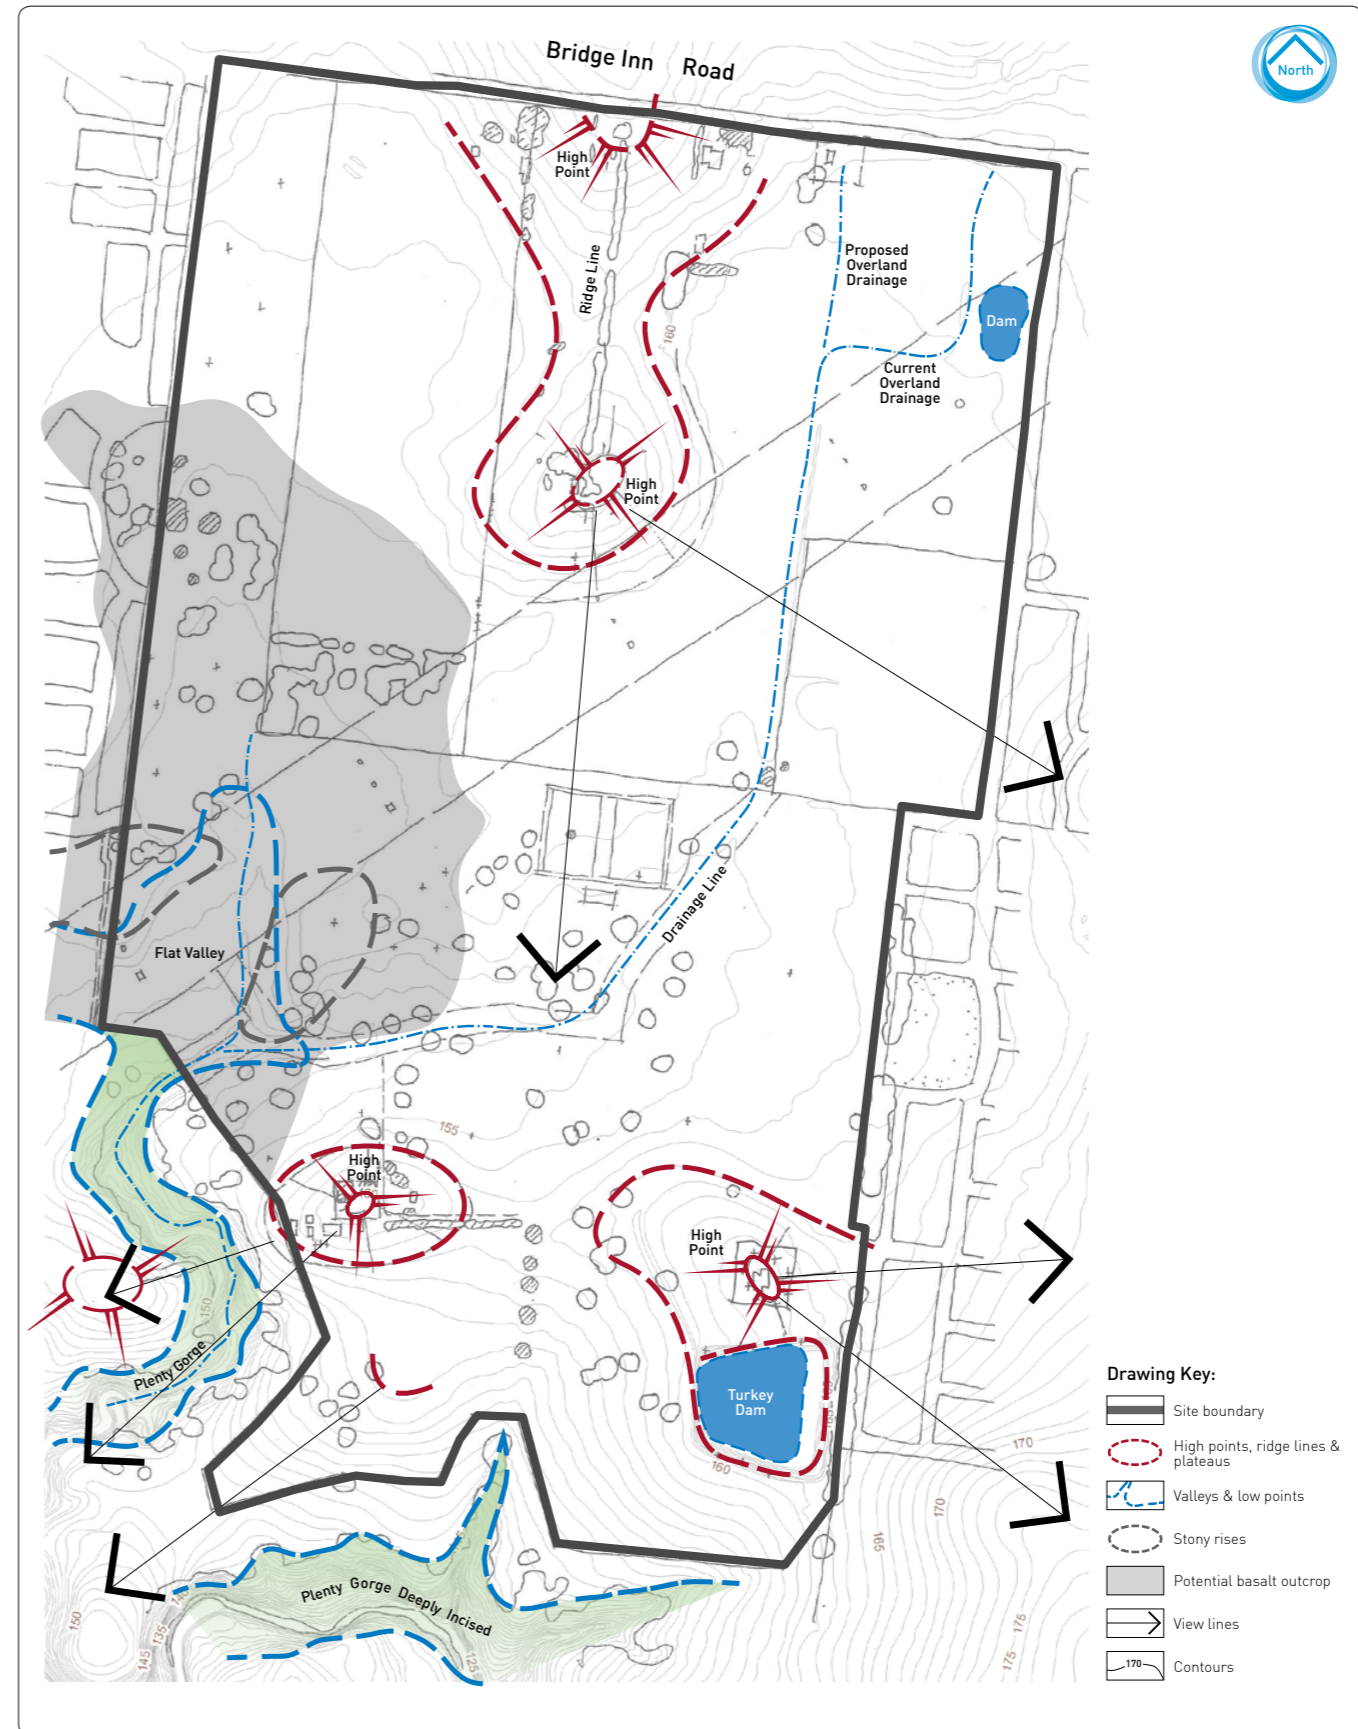 Bridge Inn Road
North
High
Point
Ridge Line
Proposed
Overland
Drainage
Dam
160
Current
Overland
Drainage
High
Point
Drainage Line
Flat Valley
155
High
Point
High
Point
150
Plenty Gorge
Turkey
Dam
165
160
170
170
165
Plenty Gorge Deeply Incised
150
135
145
125
175
175
Drawing Key:
Site boundary
High points, ridge lines &
plateaus
Valleys & low points
Stony rises
Potential basalt outcrop
View lines
170
Contours